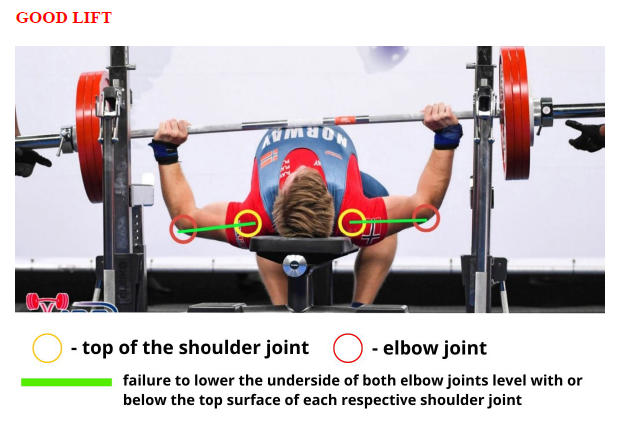 GOOD LIFT
NORWAY
- top of the shoulder joint
- elbow joint
failure to lower the underside of both elbow joints level with or
below the top surface of each respective shoulder joint